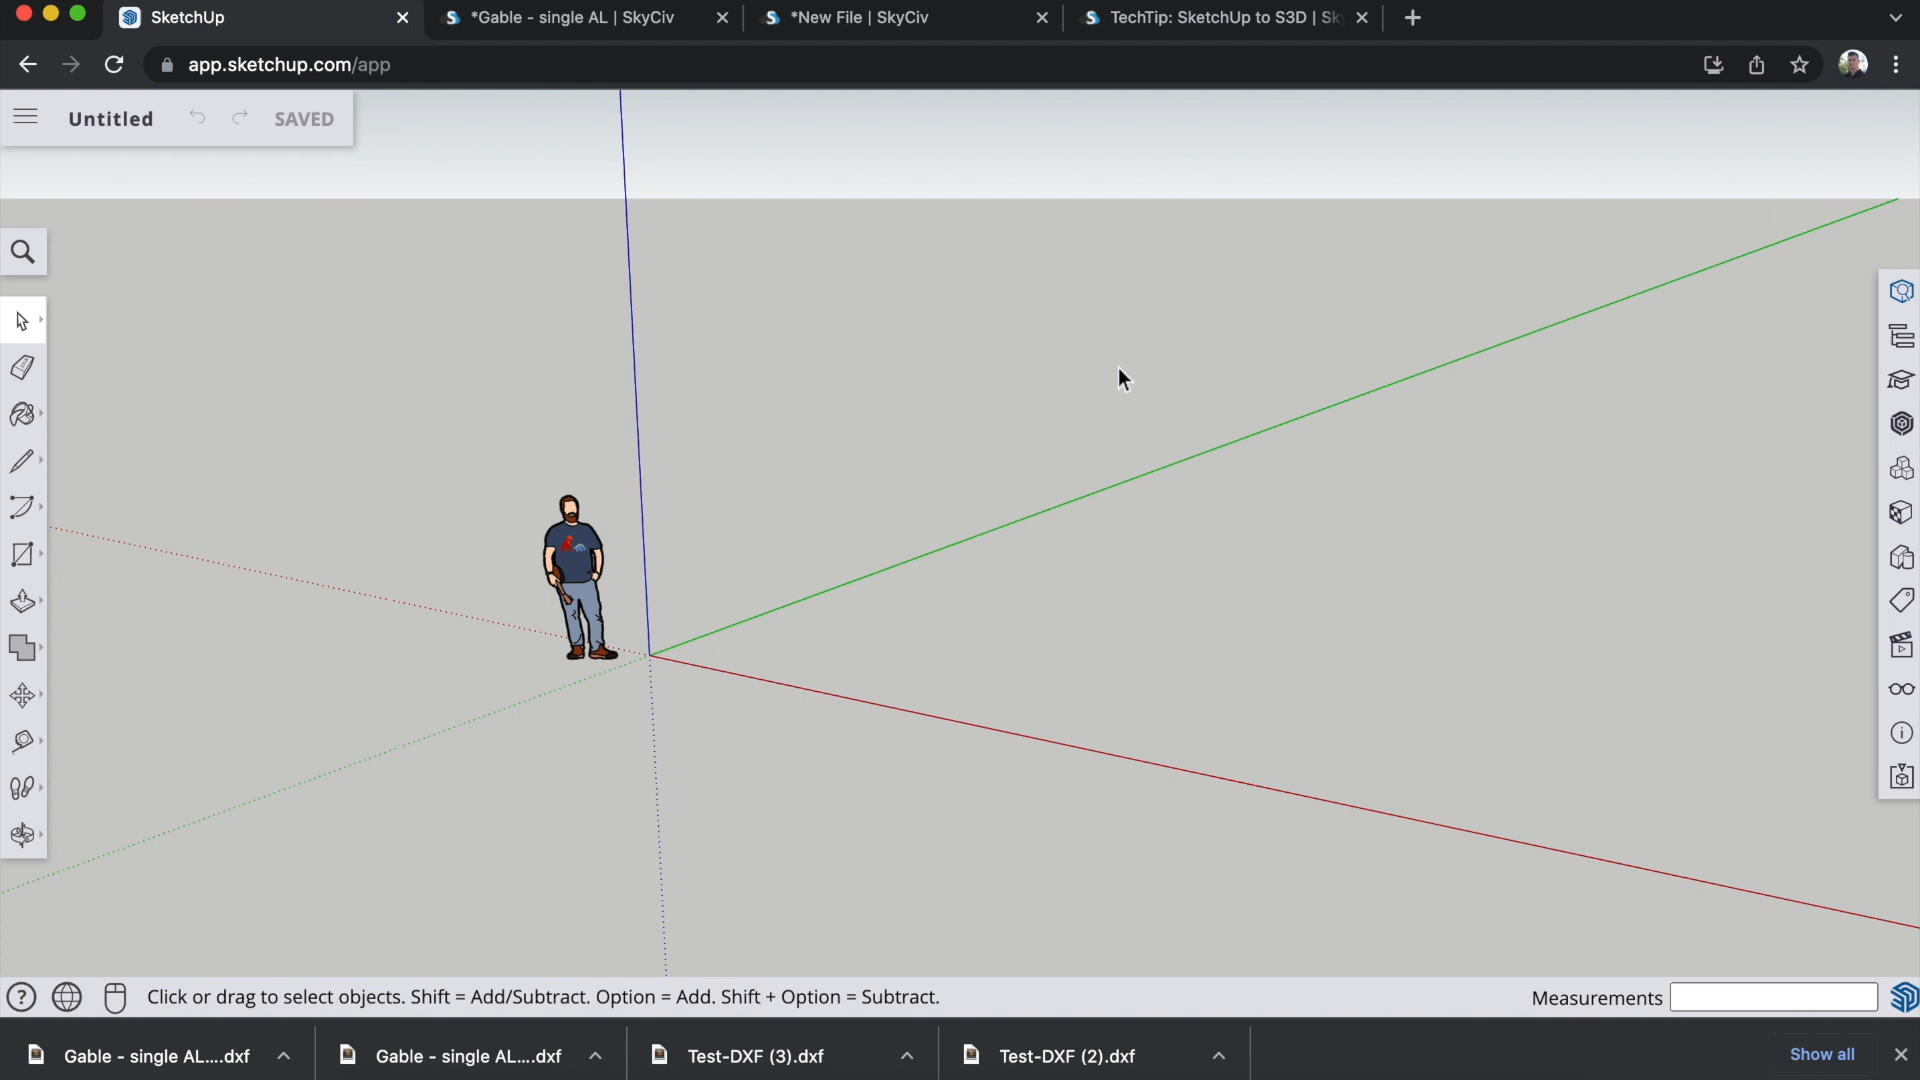 SketchUp
*Gable - single AL | SkyCiv
*New File | SkyCiv
TechTip: SketchUp to S3D | Sk
app.sketchup.com/app
Untitled
SAVED
Click or drag to select objects. Shift = Add/Subtract. Option = Add. Shift + Option = Subtract.
Measurements
Gable - single AL....dxf
Gable - single AL....dxf
Test-DXF (3).dxf
Test-DXF (2).dxf
Show all